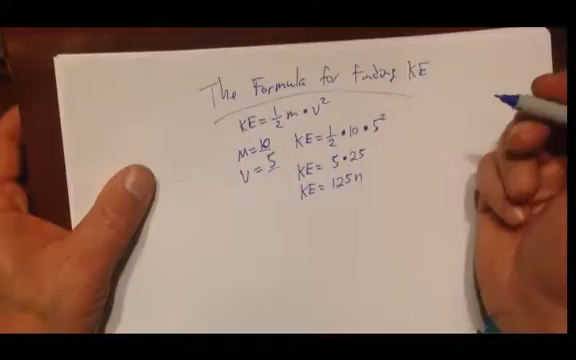 The Formula for finding KE
KE = 1/2 m • v²
M = 10
V = 5
KE = 1/2 • 10 • 5²
KE = 5 • 25
KE = 125n